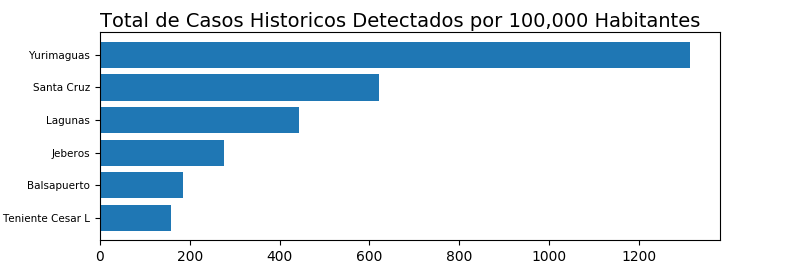 Total de Casos Historicos Detectados por 100,000 Habitantes
Yurimaguas
Santa Cruz
Lagunas
Jeberos
Balsapuerto
Teniente Cesar L
0 200 400 600 800 1000 1200